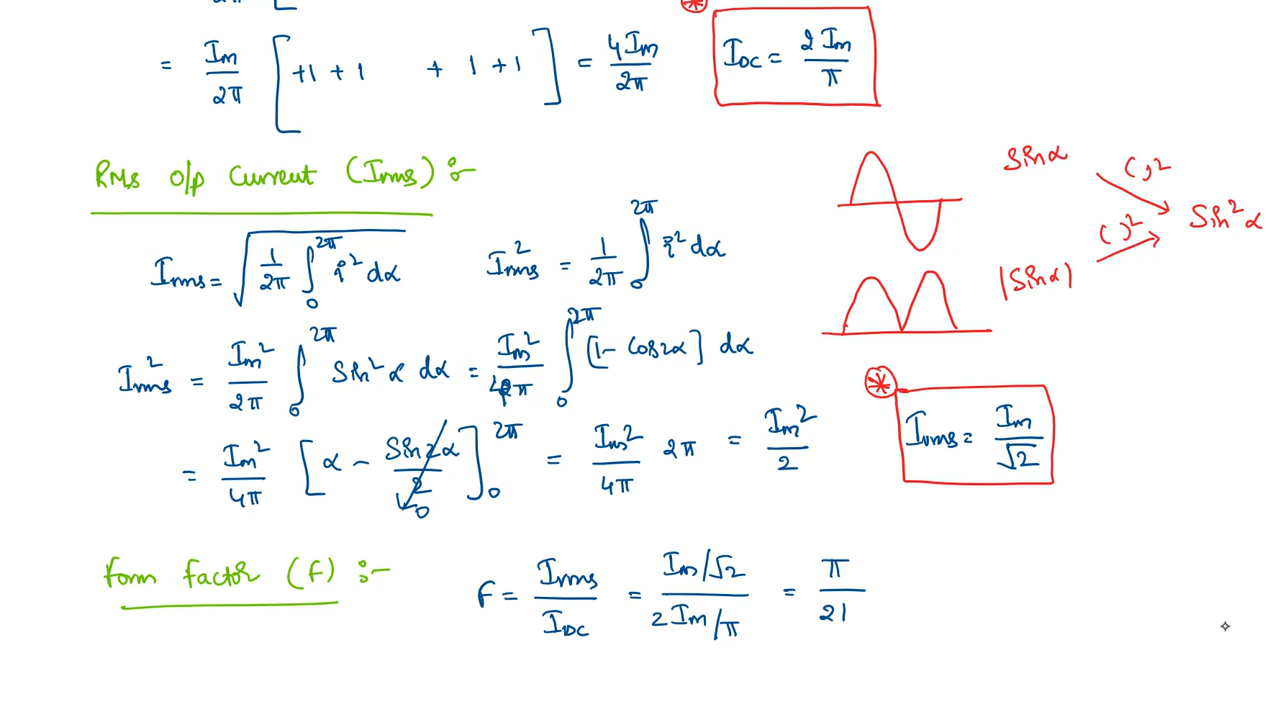 = Im/2π [+1 + 1 + 1 + 1] = 4Im/2π
IDC = 2 Im/π
Rms o/p Current (Irms) :-
Irms = √(1/2π ∫₀^2π i² dα)
Irms² = 1/2π ∫₀^2π i² dα
Sinα
( )²
Sin²α
( )²
|Sinα|
Irms² = Im²/2π ∫₀^2π Sin²α dα = Im²/4π ∫₀^2π [1 - Cos2α] dα
= Im²/4π [α - Sin2α/2]₀^2π = Im²/4π 2π = Im²/2
0
Irms = Im/√2
form factor (f) :-
f = Irms/IDC = Im/√2 / 2Im/π = π/2